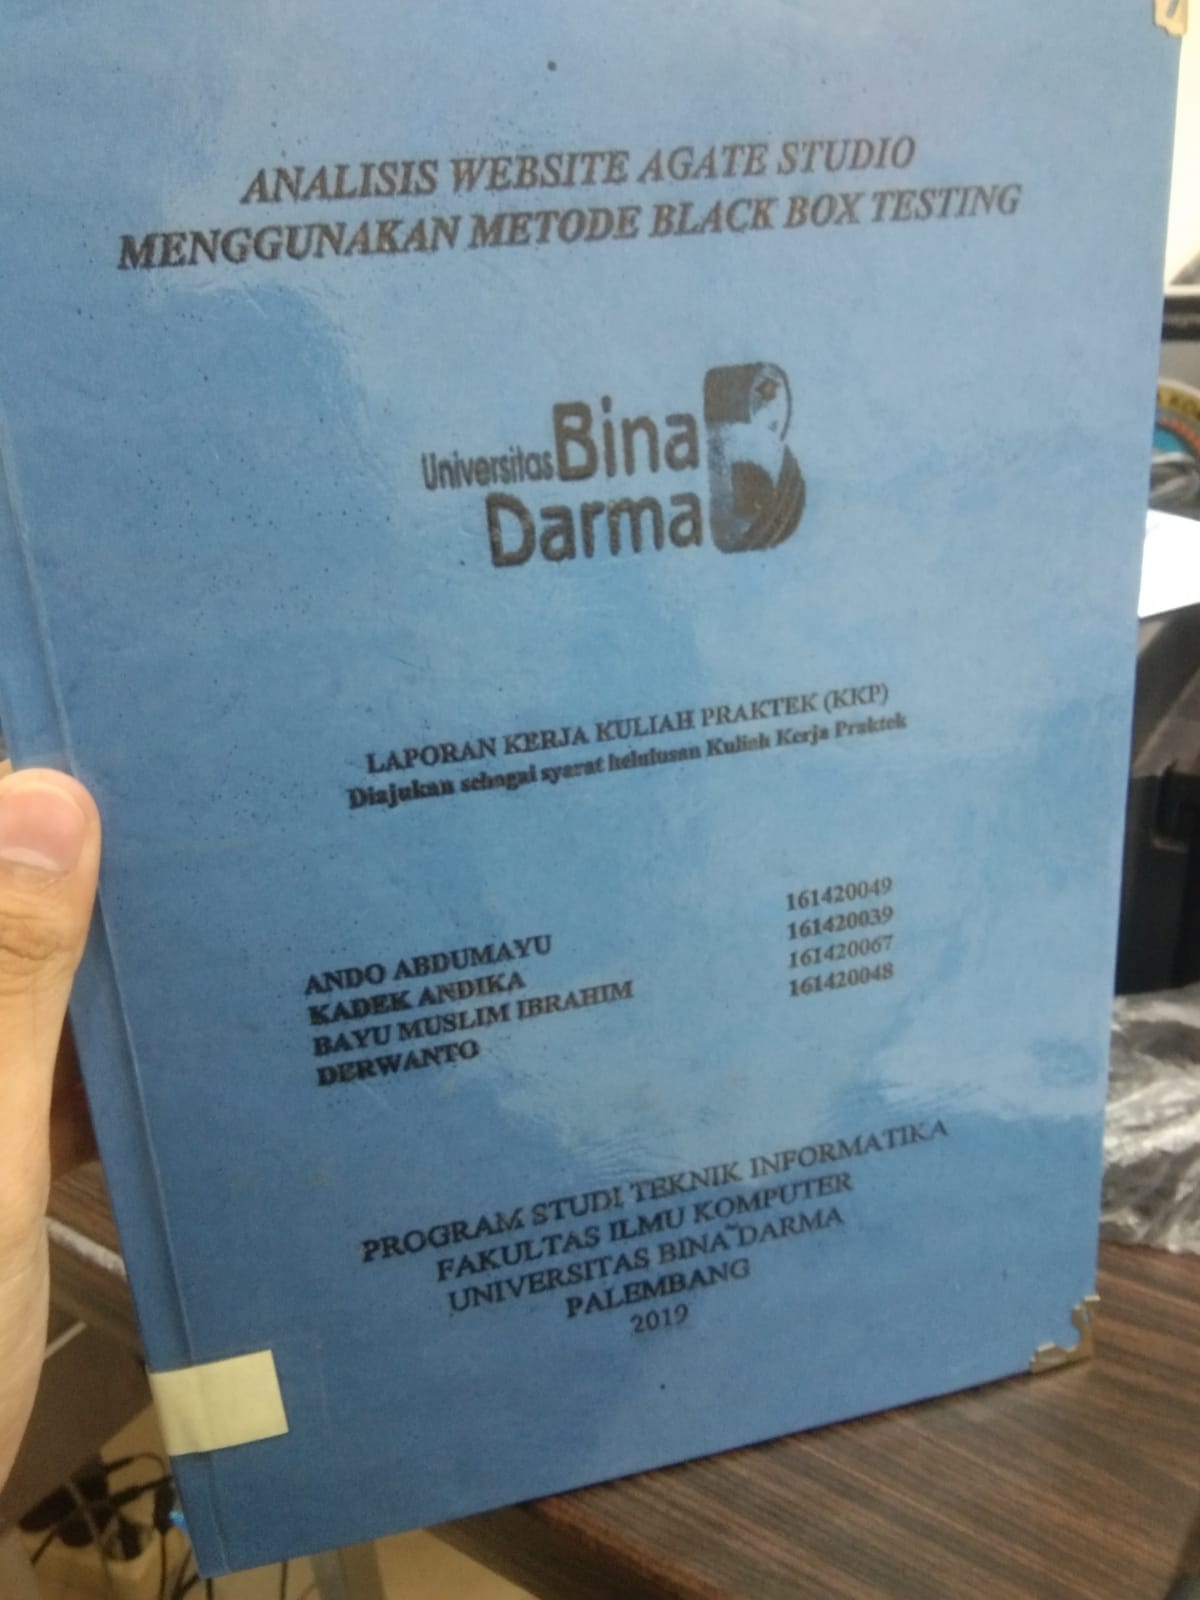 ANALISIS WEBSITE AGATE STUDIO
MENGGUNAKAN METODE BLACK BOX TESTING
Universitas Bina
Darma
LAPORAN KERJA KULIAH PRAKTEK (KKP)
Diajukan sebagai syarat kelulusan Kuliah Kerja Praktek
ANDO ABDUMAYU 161420049
KADEK ANDIKA 161420039
BAYU MUSLIM IBRAHIM 161420067
DERWANTO 161420048
PROGRAM STUDI TEKNIK INFORMATIKA
FAKULTAS ILMU KOMPUTER
UNIVERSITAS BINA DARMA
PALEMBANG
2019